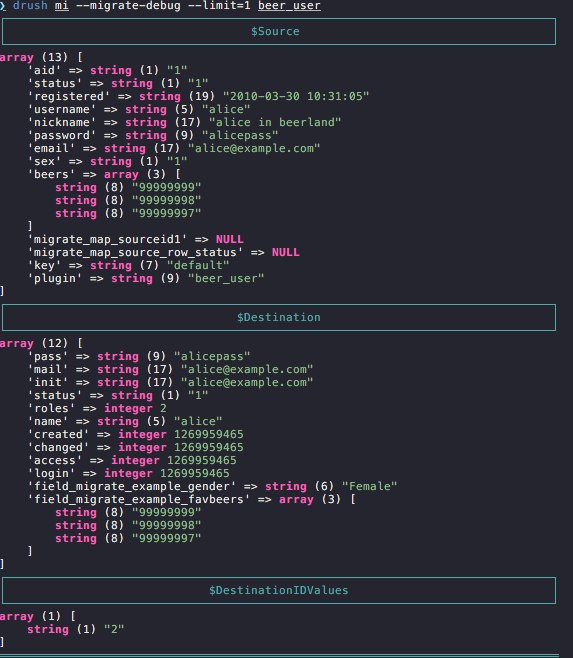 ❯ drush mi --migrate-debug --limit=1 beer_user
$Source
array (13) [
'aid' => string (1) "1"
'status' => string (1) "1"
'registered' => string (19) "2010-03-30 10:31:05"
'username' => string (5) "alice"
'nickname' => string (17) "alice in beerland"
'password' => string (9) "alicepass"
'email' => string (17) "alice@example.com"
'sex' => string (1) "1"
'beers' => array (3) [
string (8) "99999999"
string (8) "99999998"
string (8) "99999997"
]
'migrate_map_sourceid1' => NULL
'migrate_map_source_row_status' => NULL
'key' => string (7) "default"
'plugin' => string (9) "beer_user"
]
$Destination
array (12) [
'pass' => string (9) "alicepass"
'mail' => string (17) "alice@example.com"
'init' => string (17) "alice@example.com"
'status' => string (1) "1"
'roles' => integer 2
'name' => string (5) "alice"
'created' => integer 1269959465
'changed' => integer 1269959465
'access' => integer 1269959465
'login' => integer 1269959465
'field_migrate_example_gender' => string (6) "Female"
'field_migrate_example_favbeers' => array (3) [
string (8) "99999999"
string (8) "99999998"
string (8) "99999997"
]
]
$DestinationIDValues
array (1) [
string (1) "2"
]